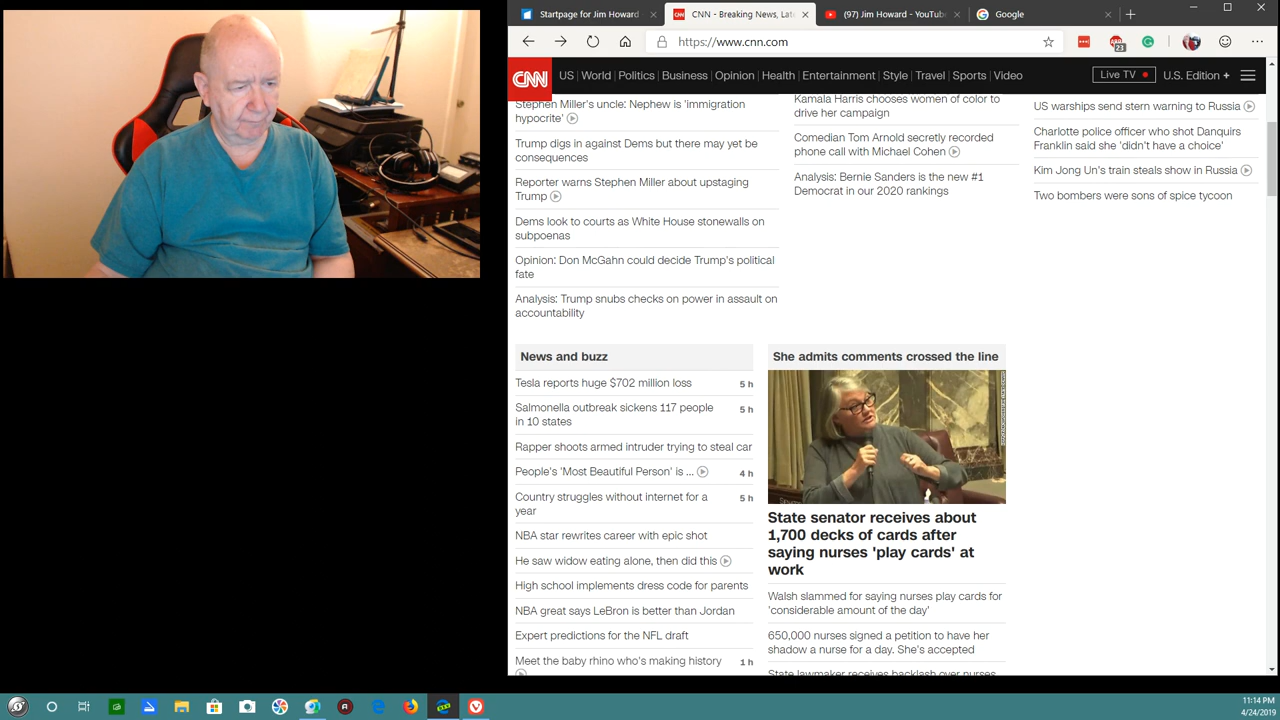 Startpage for Jim Howard
CNN - Breaking News, Late
(97) Jim Howard - YouTube
Google
https://www.cnn.com
23
CNN
US | World | Politics | Business | Opinion | Health | Entertainment | Style | Travel | Sports | Video
Live TV
U.S. Edition +
Stephen Miller's uncle: Nephew is 'immigration
hypocrite'
Trump digs in against Dems but there may yet be
consequences
Reporter warns Stephen Miller about upstaging
Trump
Dems look to courts as White House stonewalls on
subpoenas
Opinion: Don McGahn could decide Trump's political
fate
Analysis: Trump snubs checks on power in assault on
accountability
Kamala Harris chooses women of color to
drive her campaign
Comedian Tom Arnold secretly recorded
phone call with Michael Cohen
Analysis: Bernie Sanders is the new #1
Democrat in our 2020 rankings
US warships send stern warning to Russia
Charlotte police officer who shot Danquirs
Franklin said she 'didn't have a choice'
Kim Jong Un's train steals show in Russia
Two bombers were sons of spice tycoon
News and buzz
Tesla reports huge $702 million loss 5 h
Salmonella outbreak sickens 117 people 5 h
in 10 states
Rapper shoots armed intruder trying to steal car
People's 'Most Beautiful Person' is ... 4 h
Country struggles without internet for a 5 h
year
NBA star rewrites career with epic shot
He saw widow eating alone, then did this
High school implements dress code for parents
NBA great says LeBron is better than Jordan
Expert predictions for the NFL draft
Meet the baby rhino who's making history 1 h
She admits comments crossed the line
State senator receives about
1,700 decks of cards after
saying nurses 'play cards' at
work
Walsh slammed for saying nurses play cards for
'considerable amount of the day'
650,000 nurses signed a petition to have her
shadow a nurse for a day. She's accepted
State lawmaker receives backlash over nurses
11:14 PM
4/24/2019